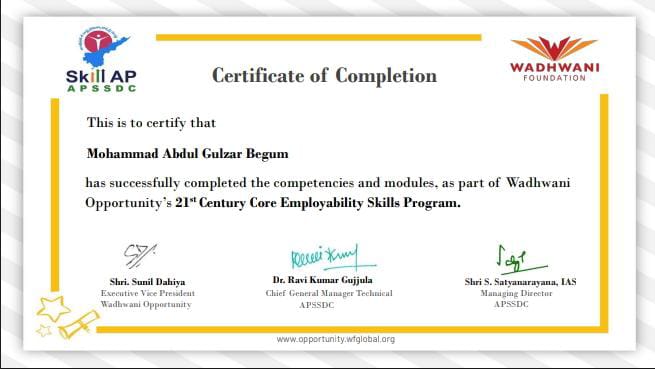 Skill AP
APSSDC
WADHWANI
FOUNDATION
Certificate of Completion
This is to certify that
Mohammad Abdul Gulzar Begum
has successfully completed the competencies and modules, as part of Wadhwani
Opportunity's 21st Century Core Employability Skills Program.
Shri. Sunil Dahiya
Executive Vice President
Wadhwani Opportunity
Dr. Ravi Kumar Gujjula
Chief General Manager Technical
APSSDC
Shri S. Satyanarayana, IAS
Managing Director
APSSDC
www.opportunity.wfglobal.org